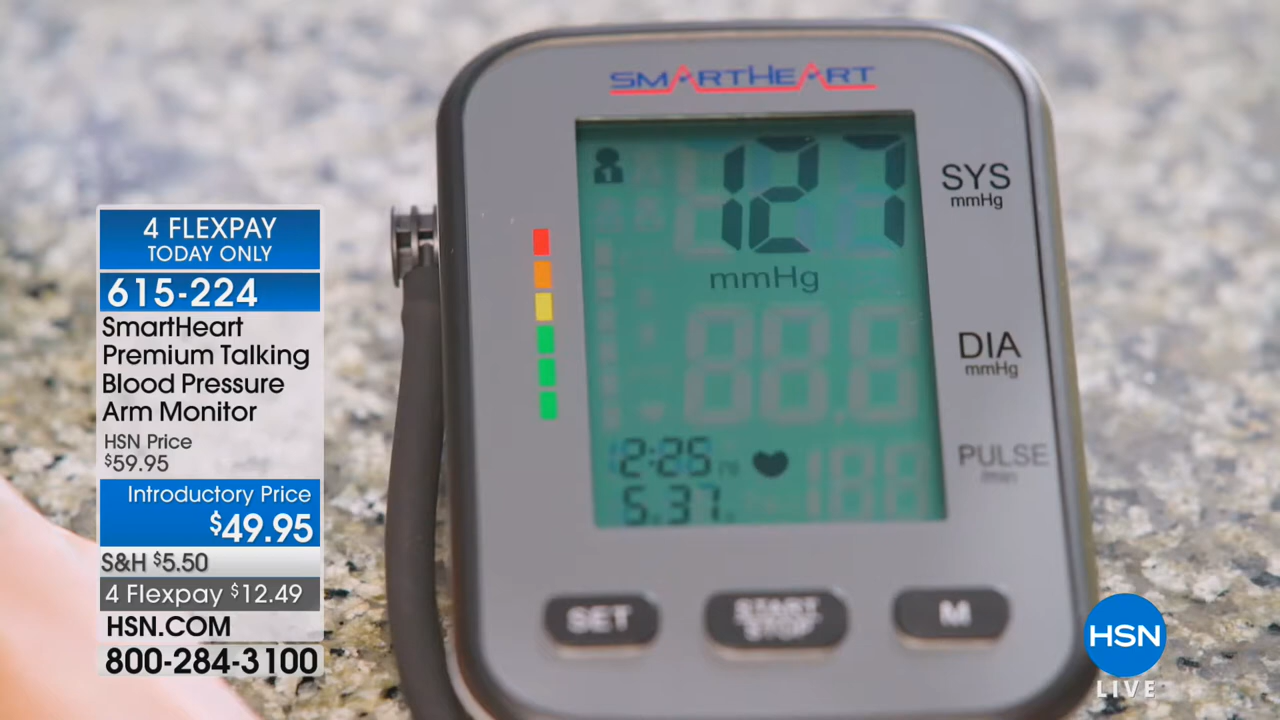 4 FLEXPAY
TODAY ONLY
615-224
SmartHeart
Premium Talking
Blood Pressure
Arm Monitor
HSN Price
$59.95
Introductory Price
$49.95
S&H $5.50
4 Flexpay $12.49
HSN.COM
800-284-3100
SMARTHEART
1
127
SYS
mmHg
mmHg
DIA
mmHg
PULSE
/min
2:25
SET
START
STOP
M
HSN
LIVE